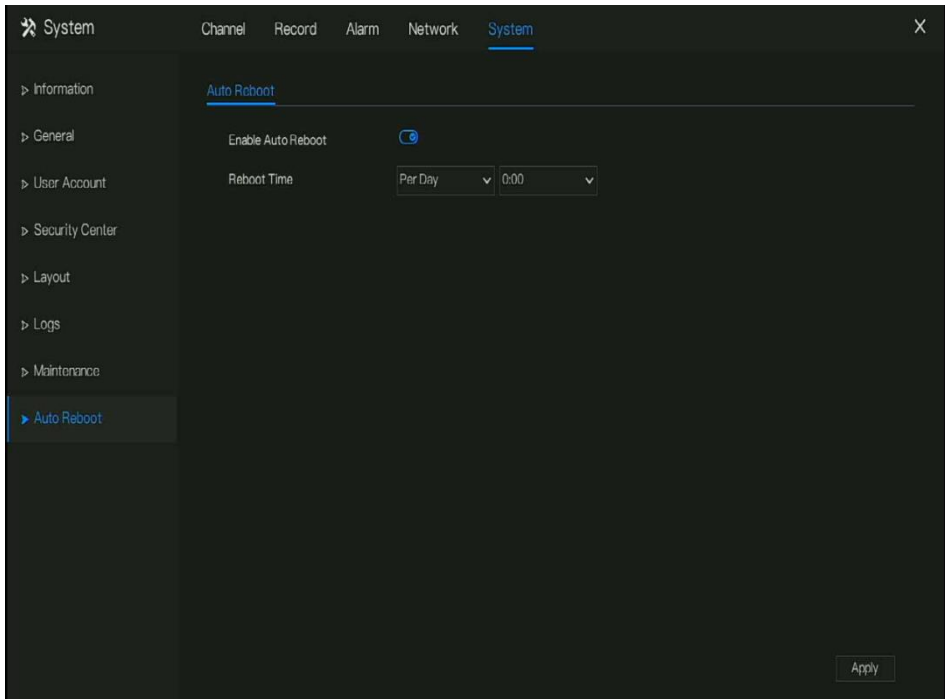 System
Channel Record Alarm Network System X
Information
General
User Account
Security Center
Layout
Logs
Maintenance
Auto Reboot
Auto Reboot
Enable Auto Reboot
Reboot Time Per Day 0:00
Apply